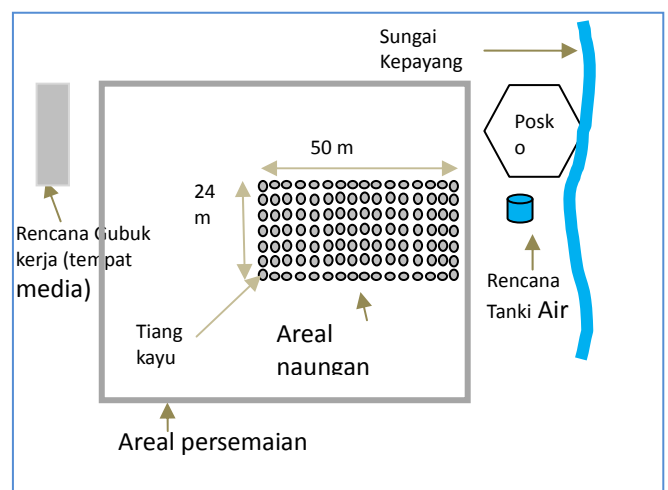 Sungai
Kepayang
Posk
o
50 m
24
m
Rencana Gubuk
kerja (tempat
media)
Rencana
Tanki Air
Tiang
kayu
Areal
naungan
Areal persemaian